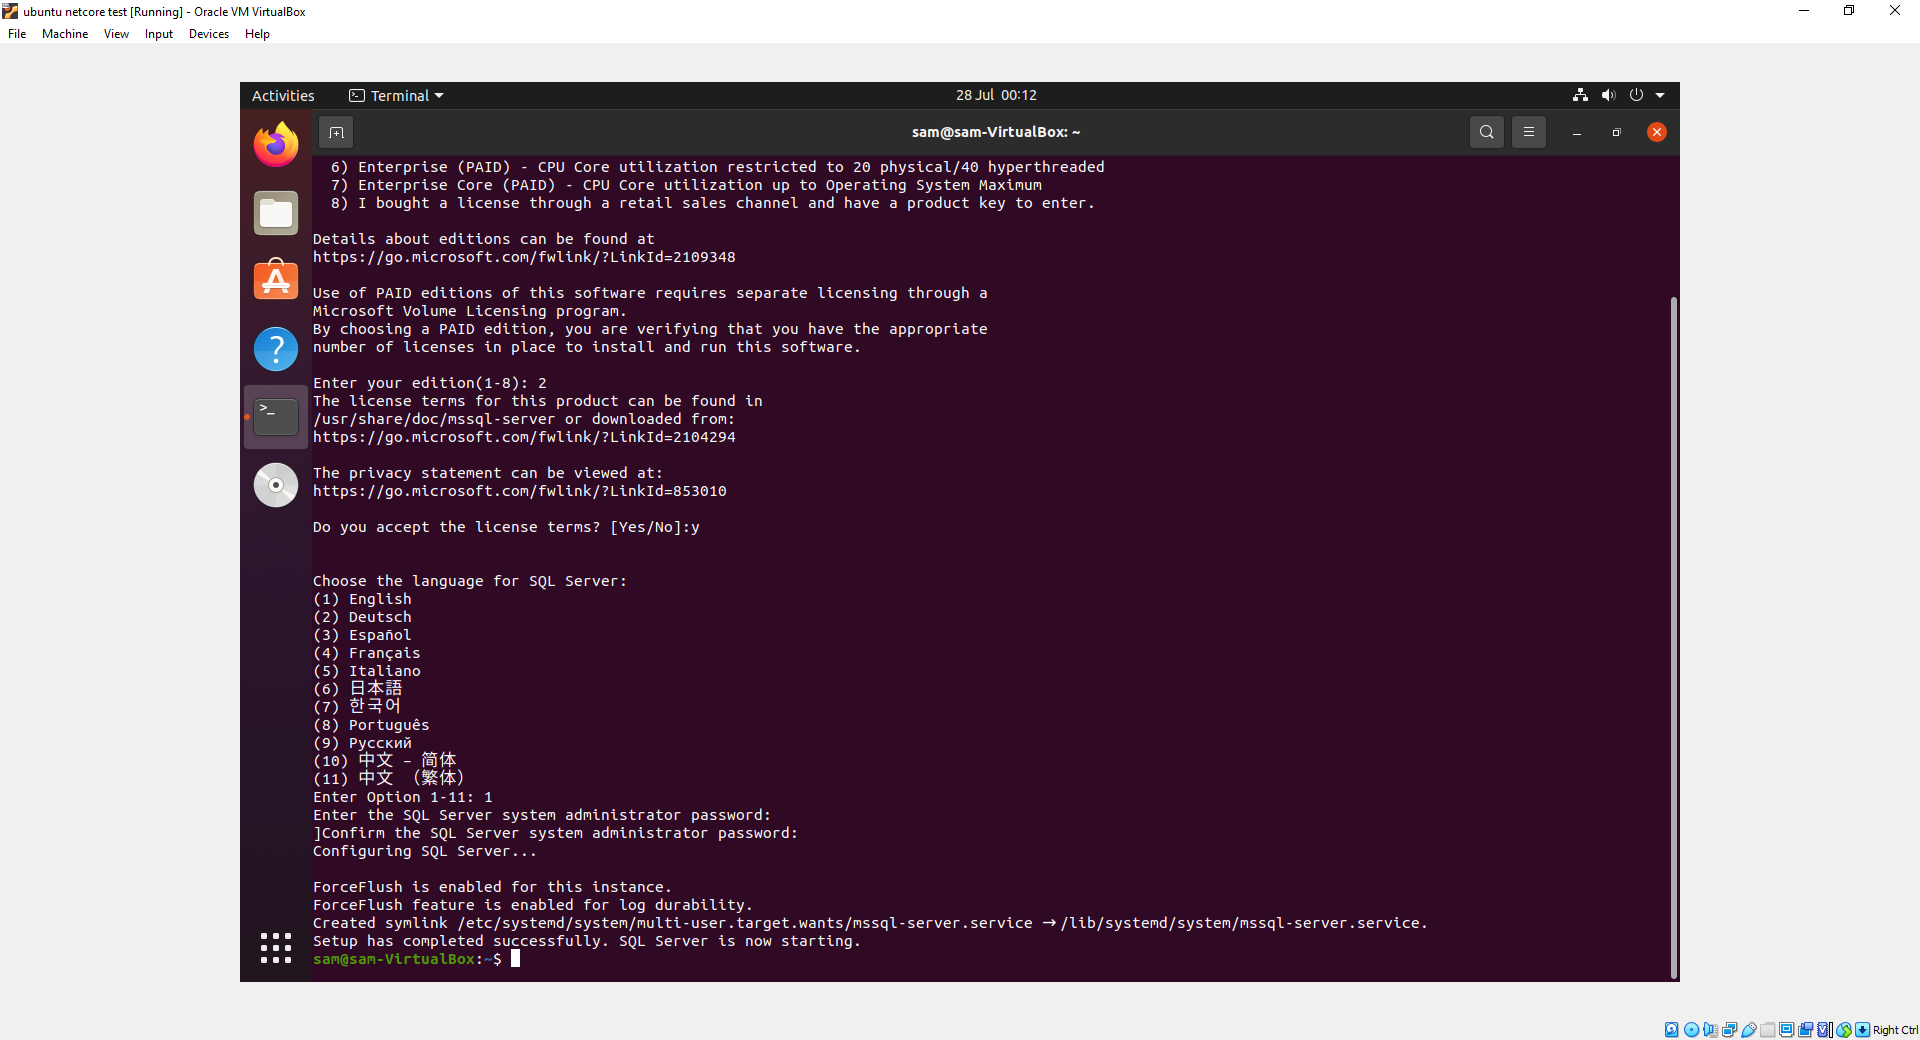 ubuntu netcore test [Running] - Oracle VM VirtualBox
File Machine View Input Devices Help
Activities Terminal 28 Jul 00:12
sam@sam-VirtualBox: ~
6) Enterprise (PAID) - CPU Core utilization restricted to 20 physical/40 hyperthreaded
7) Enterprise Core (PAID) - CPU Core utilization up to Operating System Maximum
8) I bought a license through a retail sales channel and have a product key to enter.
Details about editions can be found at
https://go.microsoft.com/fwlink/?LinkId=2109348
Use of PAID editions of this software requires separate licensing through a
Microsoft Volume Licensing program.
By choosing a PAID edition, you are verifying that you have the appropriate
number of licenses in place to install and run this software.
Enter your edition(1-8): 2
The license terms for this product can be found in
/usr/share/doc/mssql-server or downloaded from:
https://go.microsoft.com/fwlink/?LinkId=2104294
The privacy statement can be viewed at:
https://go.microsoft.com/fwlink/?LinkId=853010
Do you accept the license terms? [Yes/No]:y
Choose the language for SQL Server:
(1) English
(2) Deutsch
(3) Español
(4) Français
(5) Italiano
(6) 日本語
(7) 한국어
(8) Português
(9) Русский
(10) 中文 – 简体
(11) 中文 （繁体）
Enter Option 1-11: 1
Enter the SQL Server system administrator password:
]Confirm the SQL Server system administrator password:
Configuring SQL Server...
ForceFlush is enabled for this instance.
ForceFlush feature is enabled for log durability.
Created symlink /etc/systemd/system/multi-user.target.wants/mssql-server.service → /lib/systemd/system/mssql-server.service.
Setup has completed successfully. SQL Server is now starting.
sam@sam-VirtualBox:~$
Right Ctrl